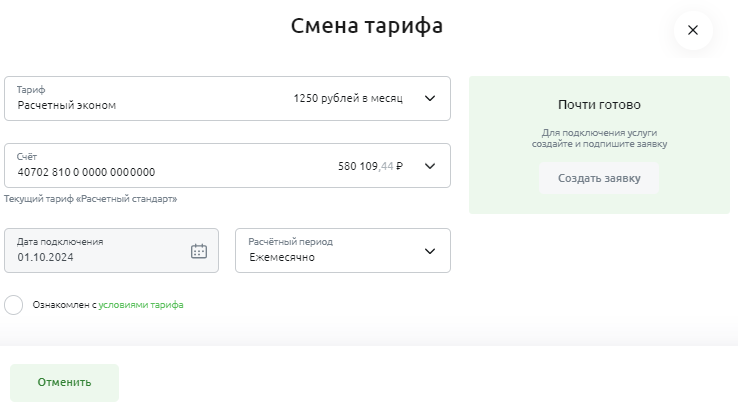 Смена тарифа
Тариф
Расчетный эконом
1250 рублей в месяц
Счёт
40702 810 0 0000 0000000
580 109,44 ₽
Текущий тариф «Расчетный стандарт»
Дата подключения
01.10.2024
Расчётный период
Ежемесячно
Ознакомлен с условиями тарифа
Почти готово
Для подключения услуги
создайте и подпишите заявку
Создать заявку
Отменить